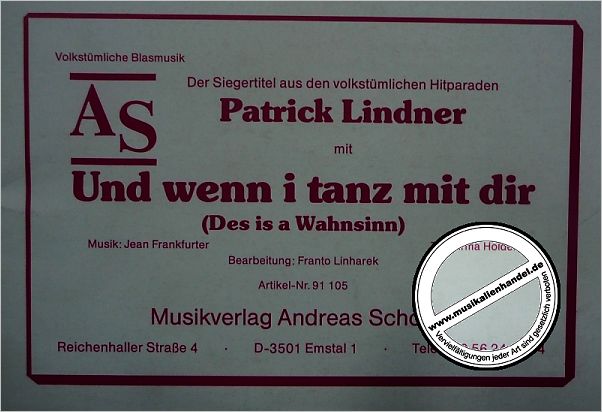 Volkstümliche Blasmusik
AS
Der Siegertitel aus den volkstümlichen Hitparaden
Patrick Lindner
mit
Und wenn i tanz mit dir
(Des is a Wahnsinn)
Musik: Jean Frankfurter
Bearbeitung: Franto Linharek
Artikel-Nr. 91 105
Musikverlag Andreas
Reichenhaller Straße 4 · D-3501 Emstal 1 ·
www.musikalienhandel.de
Vervielfältigungen jeder Art sind gesetzlich verboten